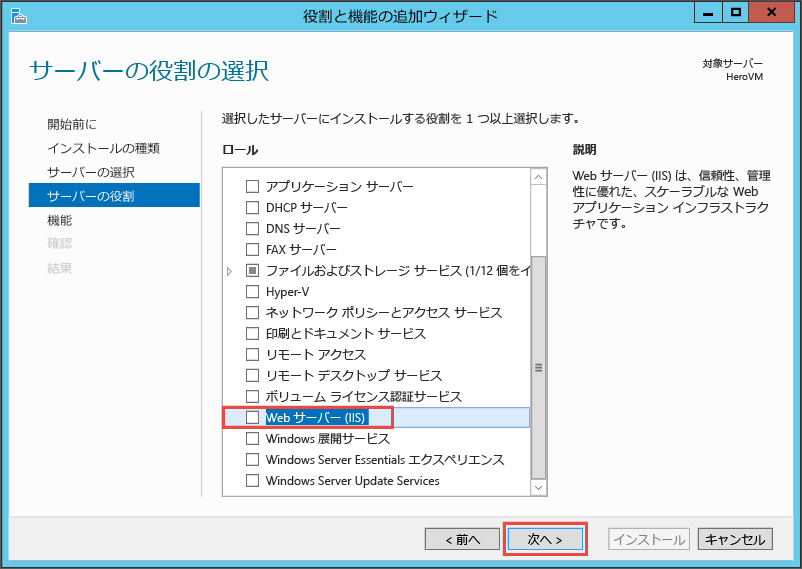 役割と機能の追加ウィザード
サーバーの役割の選択
対象サーバー
HeroVM
開始前に
インストールの種類
サーバーの選択
サーバーの役割
機能
確認
結果
選択したサーバーにインストールする役割を 1 つ以上選択します。
ロール
アプリケーション サーバー
DHCP サーバー
DNS サーバー
FAX サーバー
ファイルおよびストレージ サービス (1/12 個をイ
Hyper-V
ネットワーク ポリシーとアクセス サービス
印刷とドキュメント サービス
リモート アクセス
リモート デスクトップ サービス
ボリューム ライセンス認証サービス
Web サーバー (IIS)
Windows 展開サービス
Windows Server Essentials エクスペリエンス
Windows Server Update Services
説明
Web サーバー (IIS) は、信頼性、管理
性に優れた、スケーラブルな Web
アプリケーション インフラストラク
チャです。
< 前へ
次へ >
インストール
キャンセル